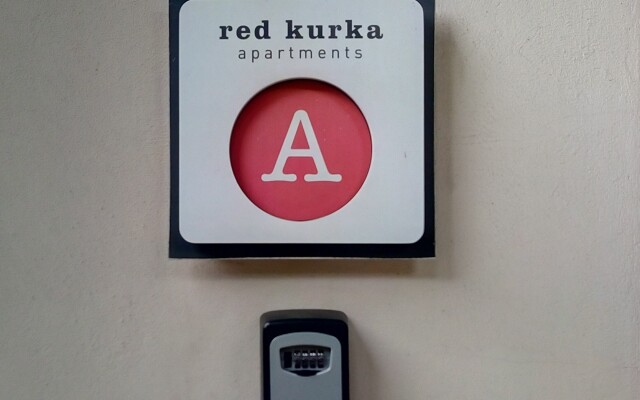 red kurka
apartments
A